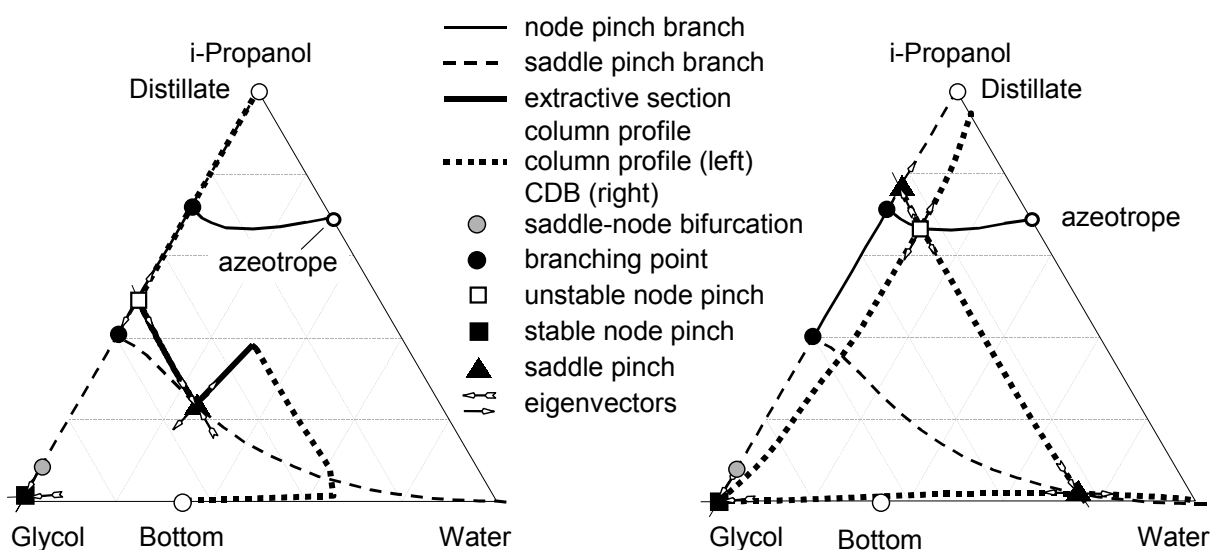 i-Propanol
Distillate
azeotrope
Glycol
Bottom
Water
node pinch branch
saddle pinch branch
extractive section
column profile
column profile (left)
CDB (right)
saddle-node bifurcation
branching point
unstable node pinch
stable node pinch
saddle pinch
eigenvectors
i-Propanol
Distillate
azeotrope
Glycol
Bottom
Water